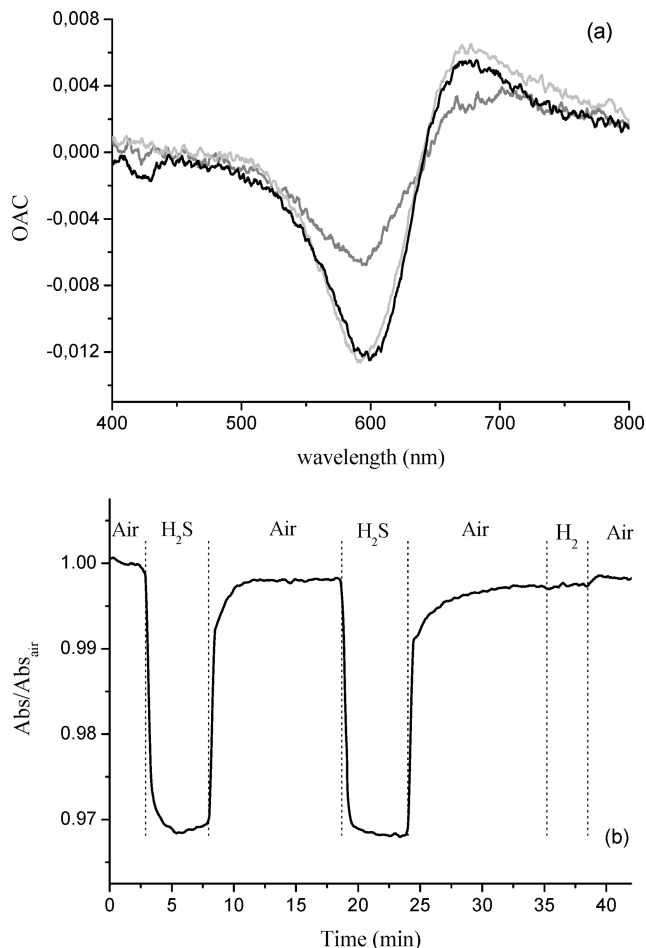 (a)
0,008
0,004
0,000
-0,004
-0,008
-0,012
OAC
400 500 600 700 800
wavelength (nm)
Air H₂S Air H₂S Air H₂ Air
1.00
0.99
0.98
0.97
Abs/Abs_air
(b)
0 5 10 15 20 25 30 35 40
Time (min)